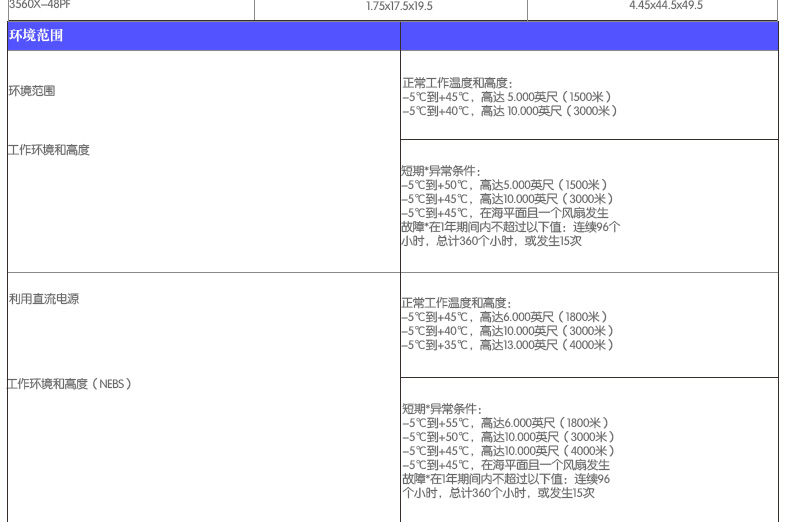 3560X-48PF 1.75x17.5x19.5 4.45x44.5x49.5
环境范围
环境范围
正常工作温度和高度：
-5℃到+45℃，高达 5.000英尺（1500米）
-5℃到+40℃，高达 10.000英尺（3000米）
工作环境和高度
短期*异常条件：
-5℃到+50℃，高达5.000英尺（1500米）
-5℃到+45℃，高达10.000英尺（3000米）
-5℃到+45℃，在海平面且一个风扇发生
故障*在1年期间内不超过以下值：连续96个
小时，总计360个小时，或发生15次
利用直流电源
正常工作温度和高度：
-5℃到+45℃，高达6.000英尺（1800米）
-5℃到+40℃，高达10.000英尺（3000米）
-5℃到+35℃，高达13.000英尺（4000米）
工作环境和高度（NEBS）
短期*异常条件：
-5℃到+55℃，高达6.000英尺（1800米）
-5℃到+50℃，高达10.000英尺（3000米）
-5℃到+45℃，高达10.000英尺（4000米）
-5℃到+45℃，在海平面且一个风扇发生
故障*在1年期间内不超过以下值：连续96
个小时，总计360个小时，或发生15次